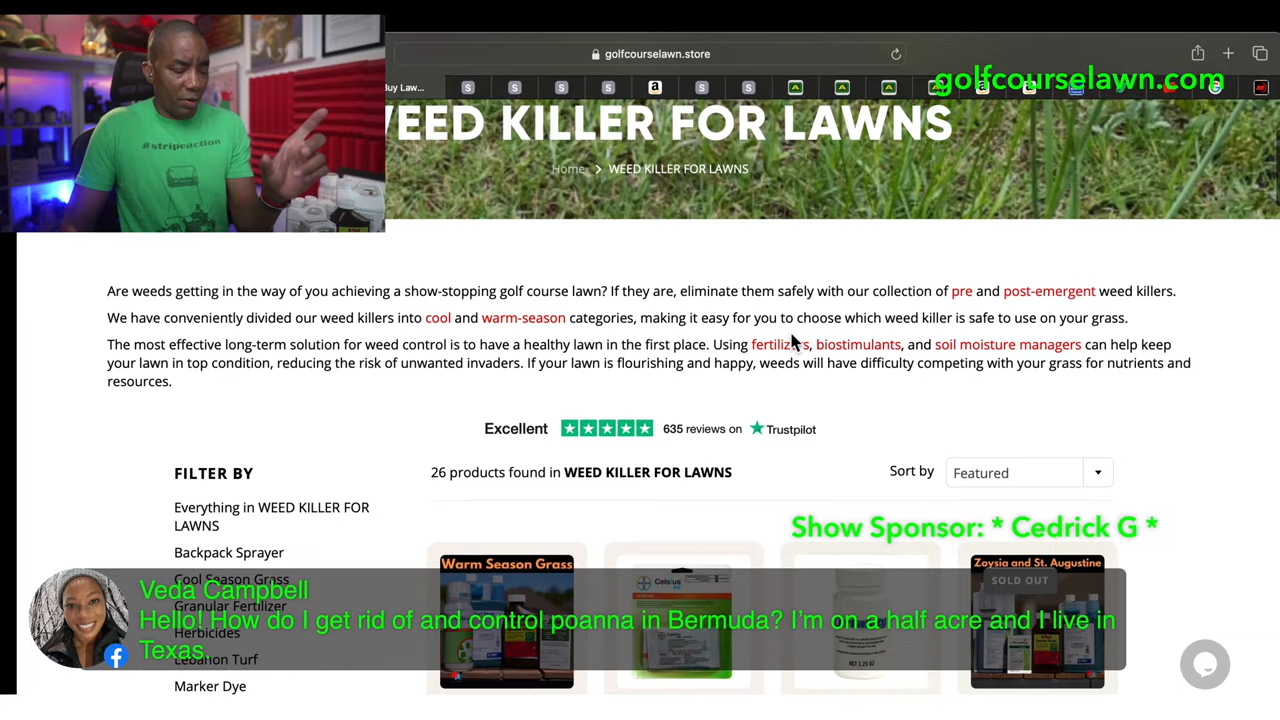 golfcourselawn.store
golfcourselawn.com
Buy Law...
S
S
S
S
a
S
S
#stripeaction
WEED KILLER FOR LAWNS
Home > WEED KILLER FOR LAWNS
Are weeds getting in the way of you achieving a show-stopping golf course lawn? If they are, eliminate them safely with our collection of pre and post-emergent weed killers.
We have conveniently divided our weed killers into cool and warm-season categories, making it easy for you to choose which weed killer is safe to use on your grass.
The most effective long-term solution for weed control is to have a healthy lawn in the first place. Using fertilizers, biostimulants, and soil moisture managers can help keep
your lawn in top condition, reducing the risk of unwanted invaders. If your lawn is flourishing and happy, weeds will have difficulty competing with your grass for nutrients and
resources.
Excellent 635 reviews on Trustpilot
FILTER BY
26 products found in WEED KILLER FOR LAWNS
Sort by Featured
Everything in WEED KILLER FOR
LAWNS
Backpack Sprayer
Cool Season Grass
Granular Fertilizer
Herbicides
Lebanon Turf
Marker Dye
Show Sponsor: * Cedrick G *
Warm Season Grass
Celsius
Zoysia and St. Augustine
SOLD OUT
NET WT 1.25 OZ
Veda Campbell
Hello! How do I get rid of and control poanna in Bermuda? I'm on a half acre and I live in
Texas.